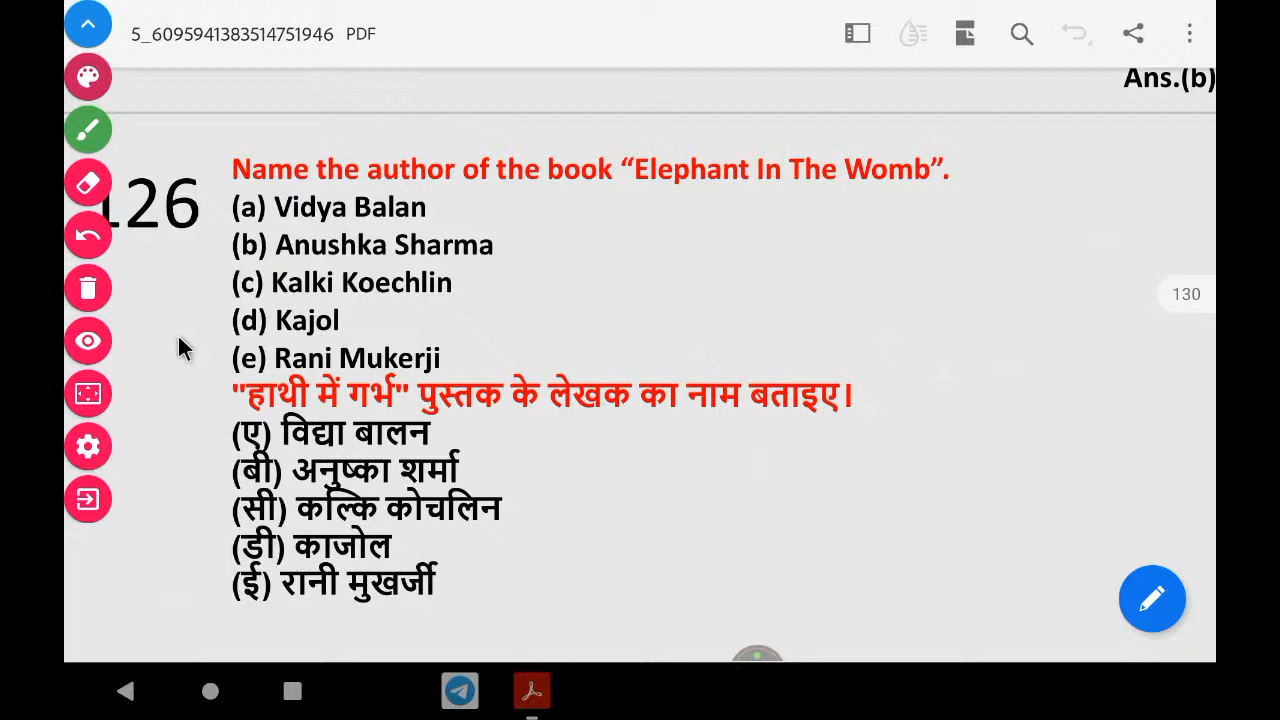 5_6095941383514751946 PDF
Ans.(b)
126
Name the author of the book “Elephant In The Womb”.
(a) Vidya Balan
(b) Anushka Sharma
(c) Kalki Koechlin
130
(d) Kajol
(e) Rani Mukerji
"हाथी में गर्भ" पुस्तक के लेखक का नाम बताइए।
(ए) विद्या बालन
(बी) अनुष्का शर्मा
(सी) कल्कि कोचलिन
(डी) काजोल
(ई) रानी मुखर्जी